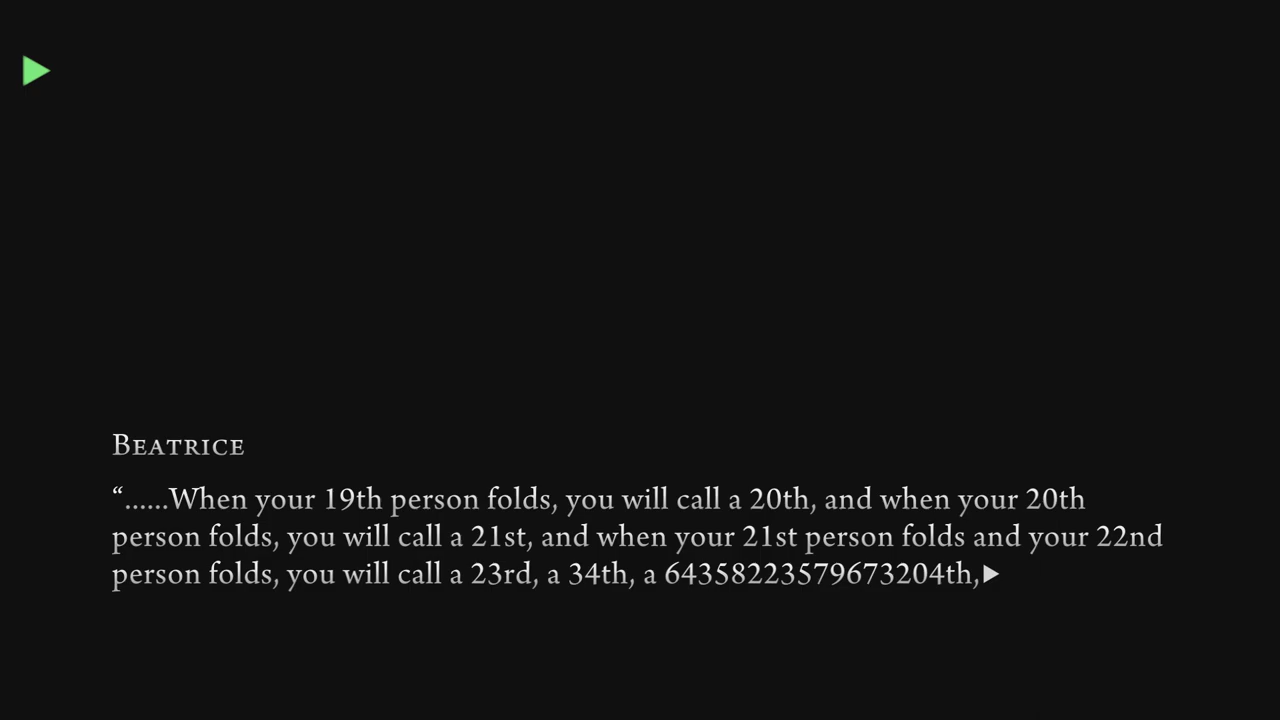 Beatrice
“......When your 19th person folds, you will call a 20th, and when your 20th
person folds, you will call a 21st, and when your 21st person folds and your 22nd
person folds, you will call a 23rd, a 34th, a 64358223579673204th,